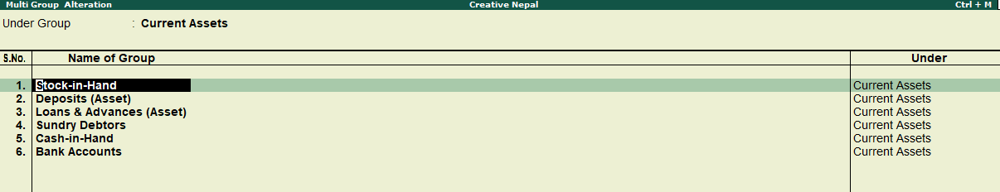 Multi Group Alteration Creative Nepal Ctrl + M
Under Group : Current Assets
S.No. Name of Group Under
1. Stock-in-Hand Current Assets
2. Deposits (Asset) Current Assets
3. Loans & Advances (Asset) Current Assets
4. Sundry Debtors Current Assets
5. Cash-in-Hand Current Assets
6. Bank Accounts Current Assets